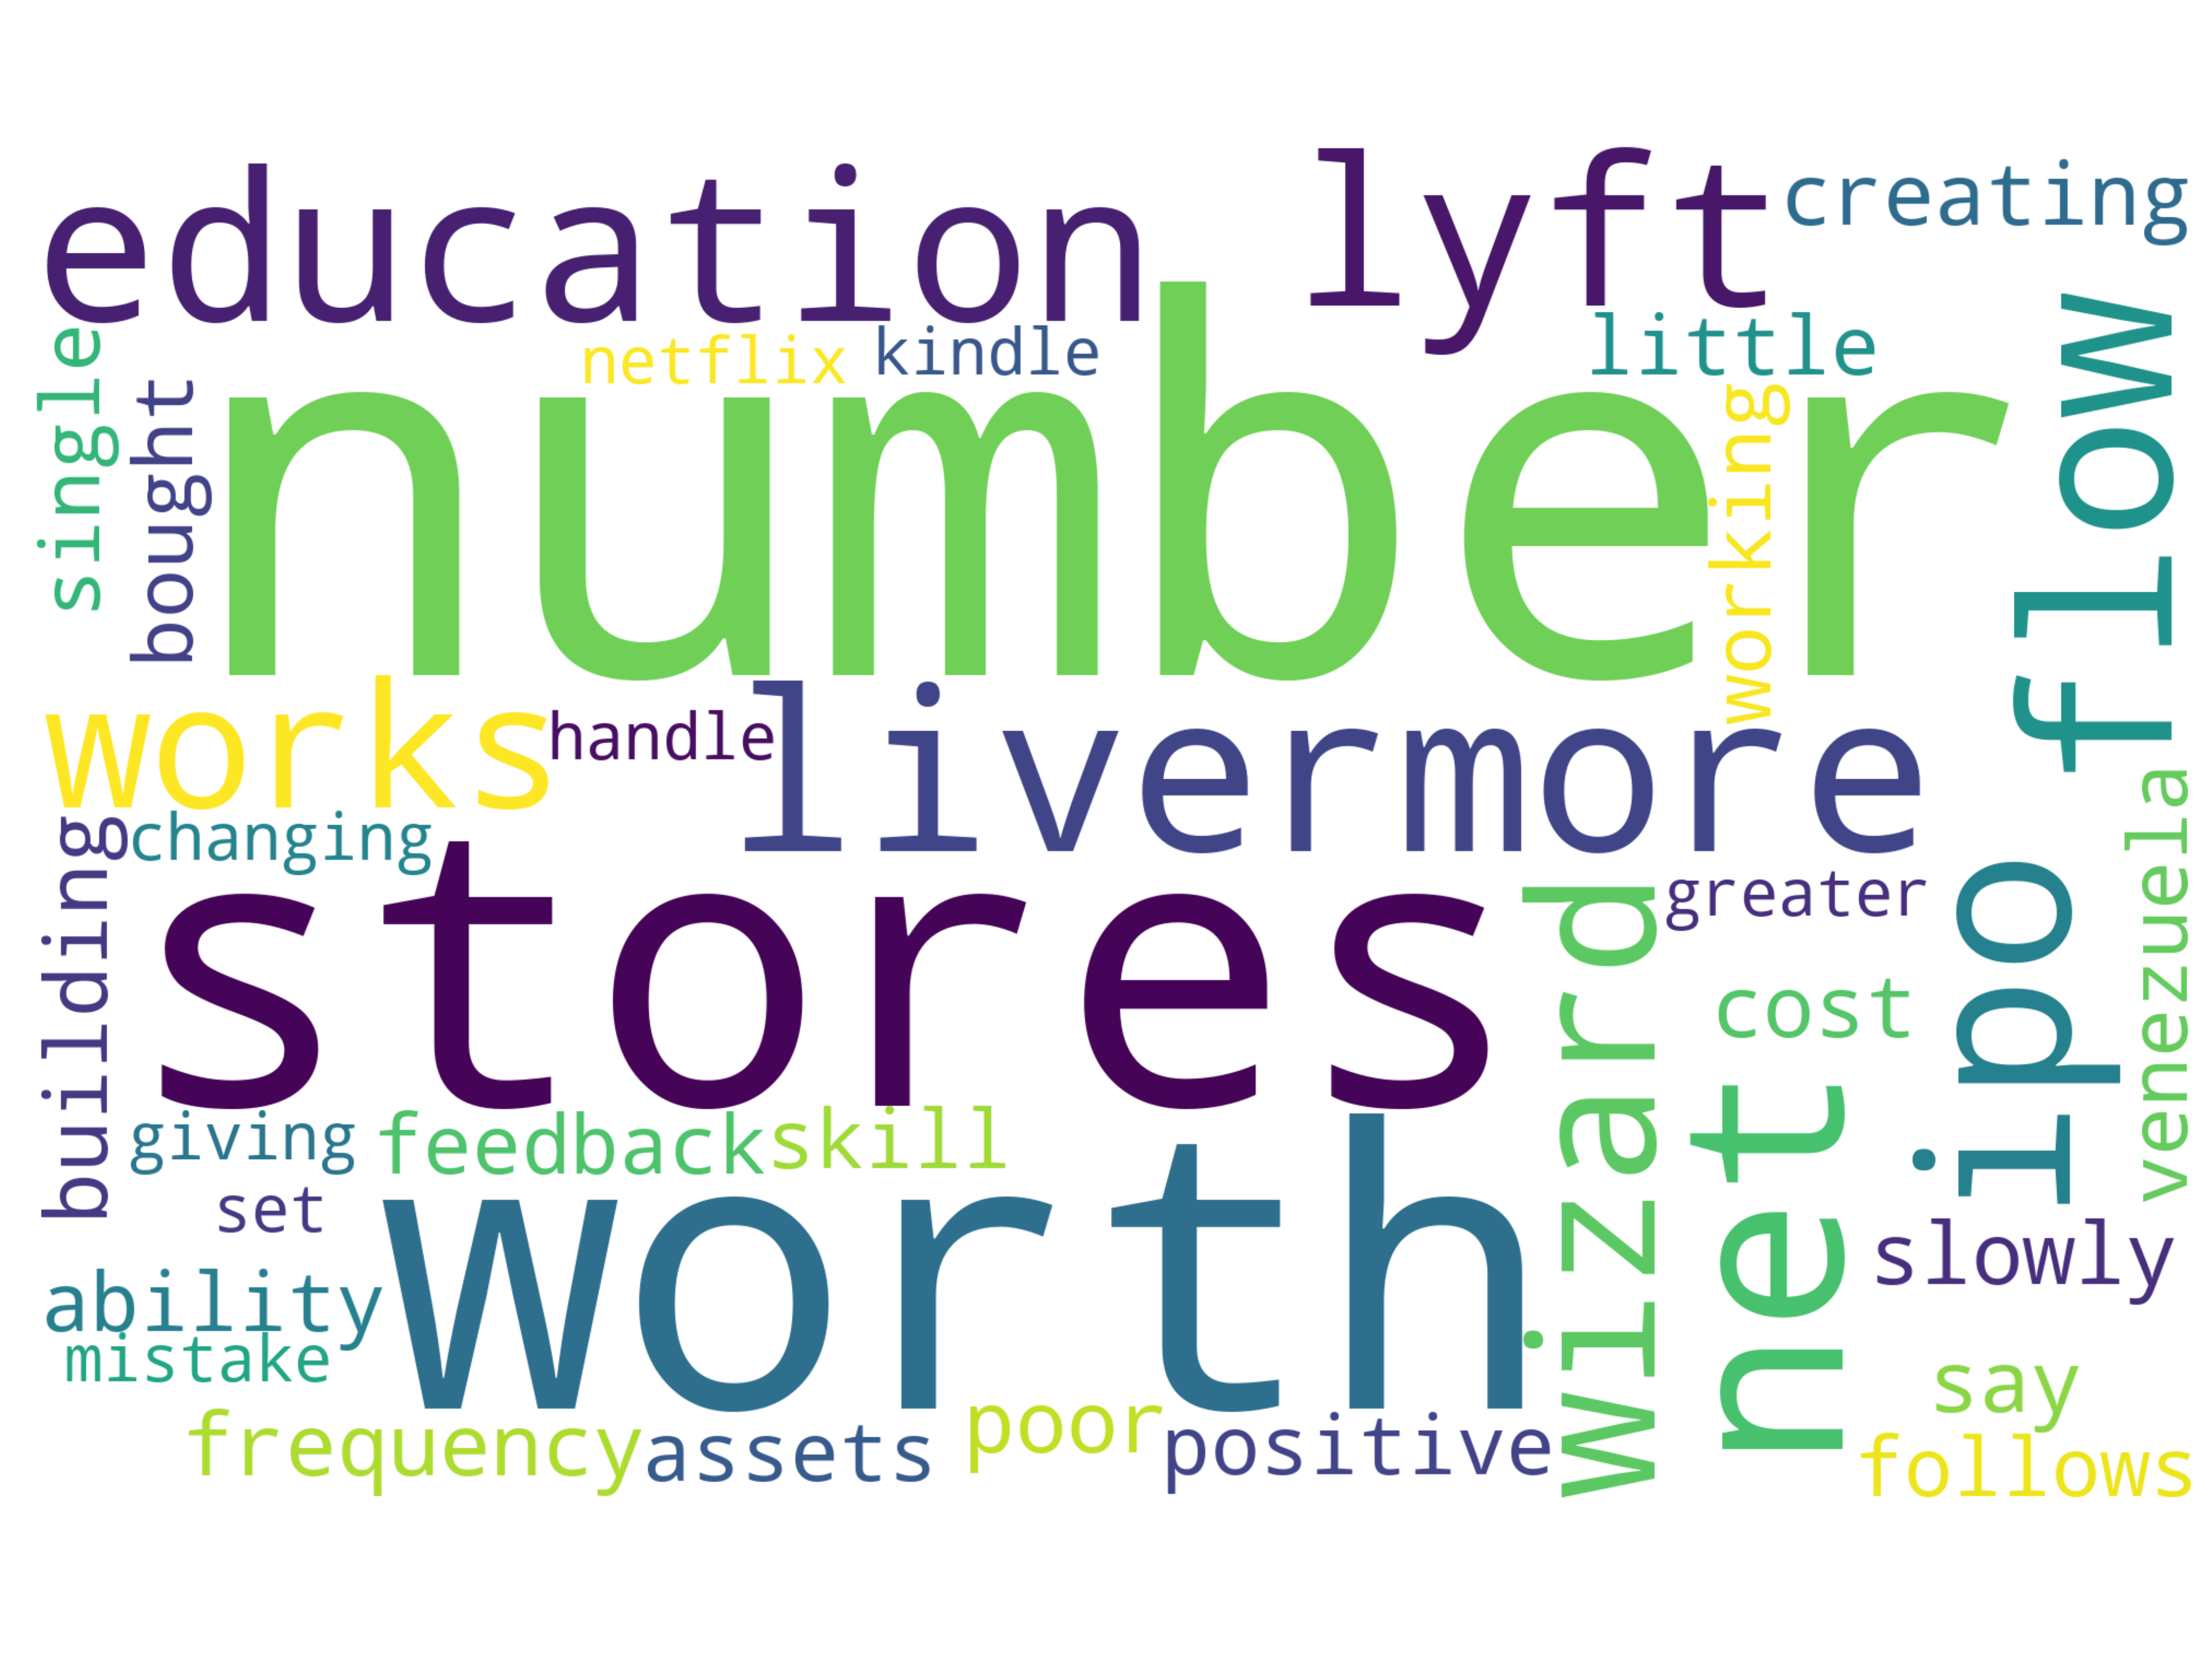 education
lyft
creating
netflix
kindle
little
single
bought
number
working
flow
works
handle
livermore
changing
building
stores
greater
wizard
cost
ipo
venezuela
giving
feedback
skill
net
set
worth
slowly
ability
mistake
say
frequency
assets
poor
positive
follows